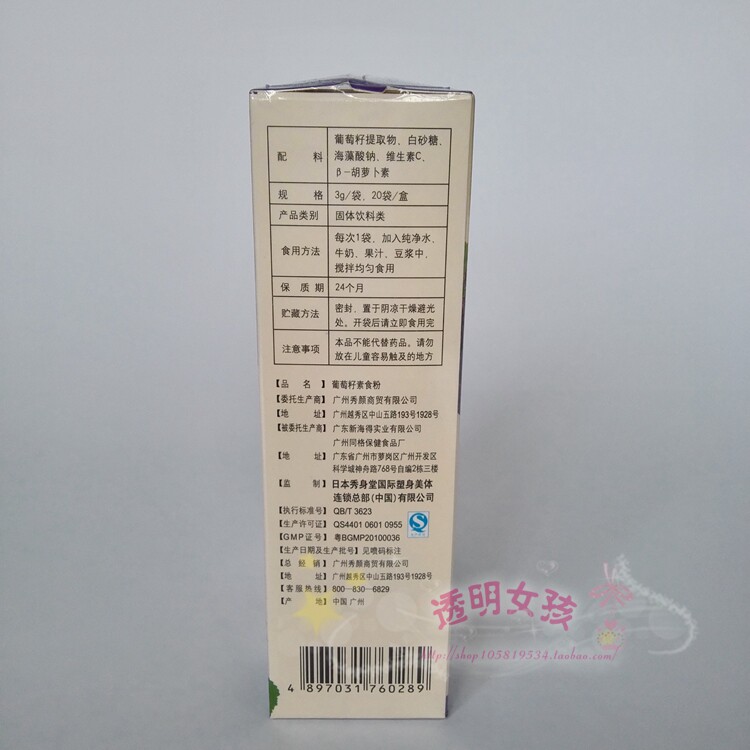 配 料
葡萄籽提取物、白砂糖、
海藻酸钠、维生素C、
β-胡萝卜素
规 格 3g/袋、20袋/盒
产品类别 固体饮料类
食用方法
每次1袋、加入纯净水、
牛奶、果汁、豆浆中、
搅拌均匀食用
保 质 期 24个月
贮藏方法
密封、置于阴凉干燥避光
处。开袋后请立即食用完
注意事项
本品不能代替药品。请勿
放在儿童容易触及的地方
【品 名】葡萄籽素食粉
【委托生产商】广州秀颜商贸有限公司
【地 址】广州越秀区中山五路193号1928号
【被委托生产商】广东新海得实业有限公司
广州同格保健食品厂
【地 址】广东省广州市萝岗区广州开发区
科学城神舟路768号自编2栋三楼
【监 制】日本秀身堂国际塑身美体
连锁总部(中国)有限公司
【执行标准号】QB/T 3623
【生产许可证】QS4401 0601 0955
【GMP证号】粤BGMP20100036
【生产日期及生产批号】见喷码标注
【总 经 销】广州秀颜商贸有限公司
【地 址】广州越秀区中山五路193号1928号
【客服热线】800-830-6829
【产 地】中国 广州
透明女孩
http://shop105819534.taobao.com/
4 897031 760289